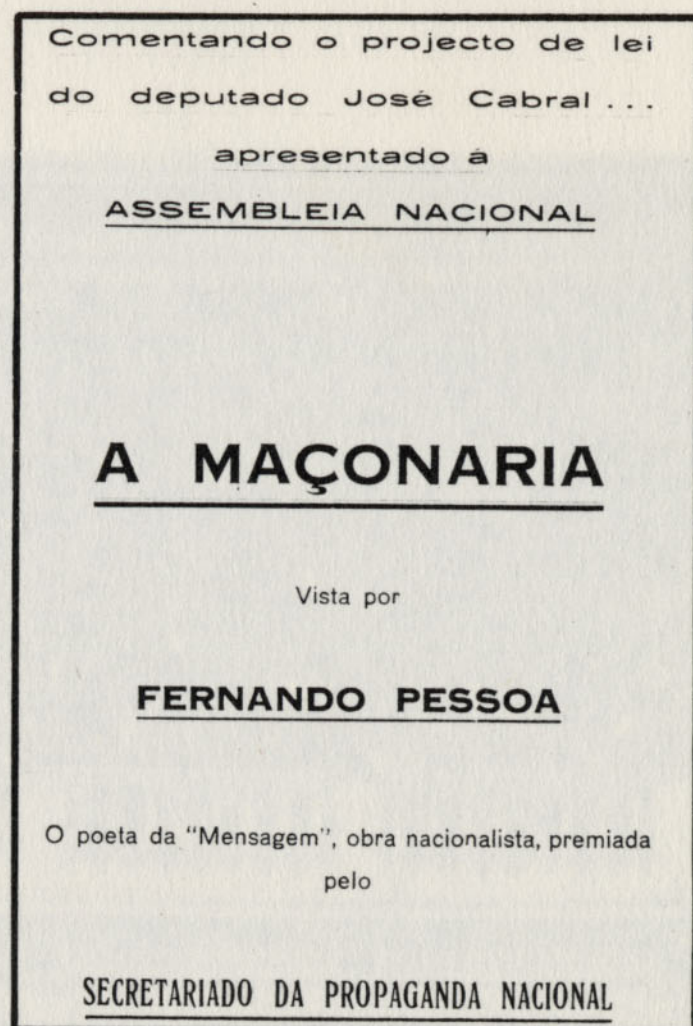 Comentando o projecto de lei
do deputado José Cabral...
apresentado á
ASSEMBLEIA NACIONAL
A MAÇONARIA
Vista por
FERNANDO PESSOA
O poeta da "Mensagem", obra nacionalista, premiada
pelo
SECRETARIADO DA PROPAGANDA NACIONAL